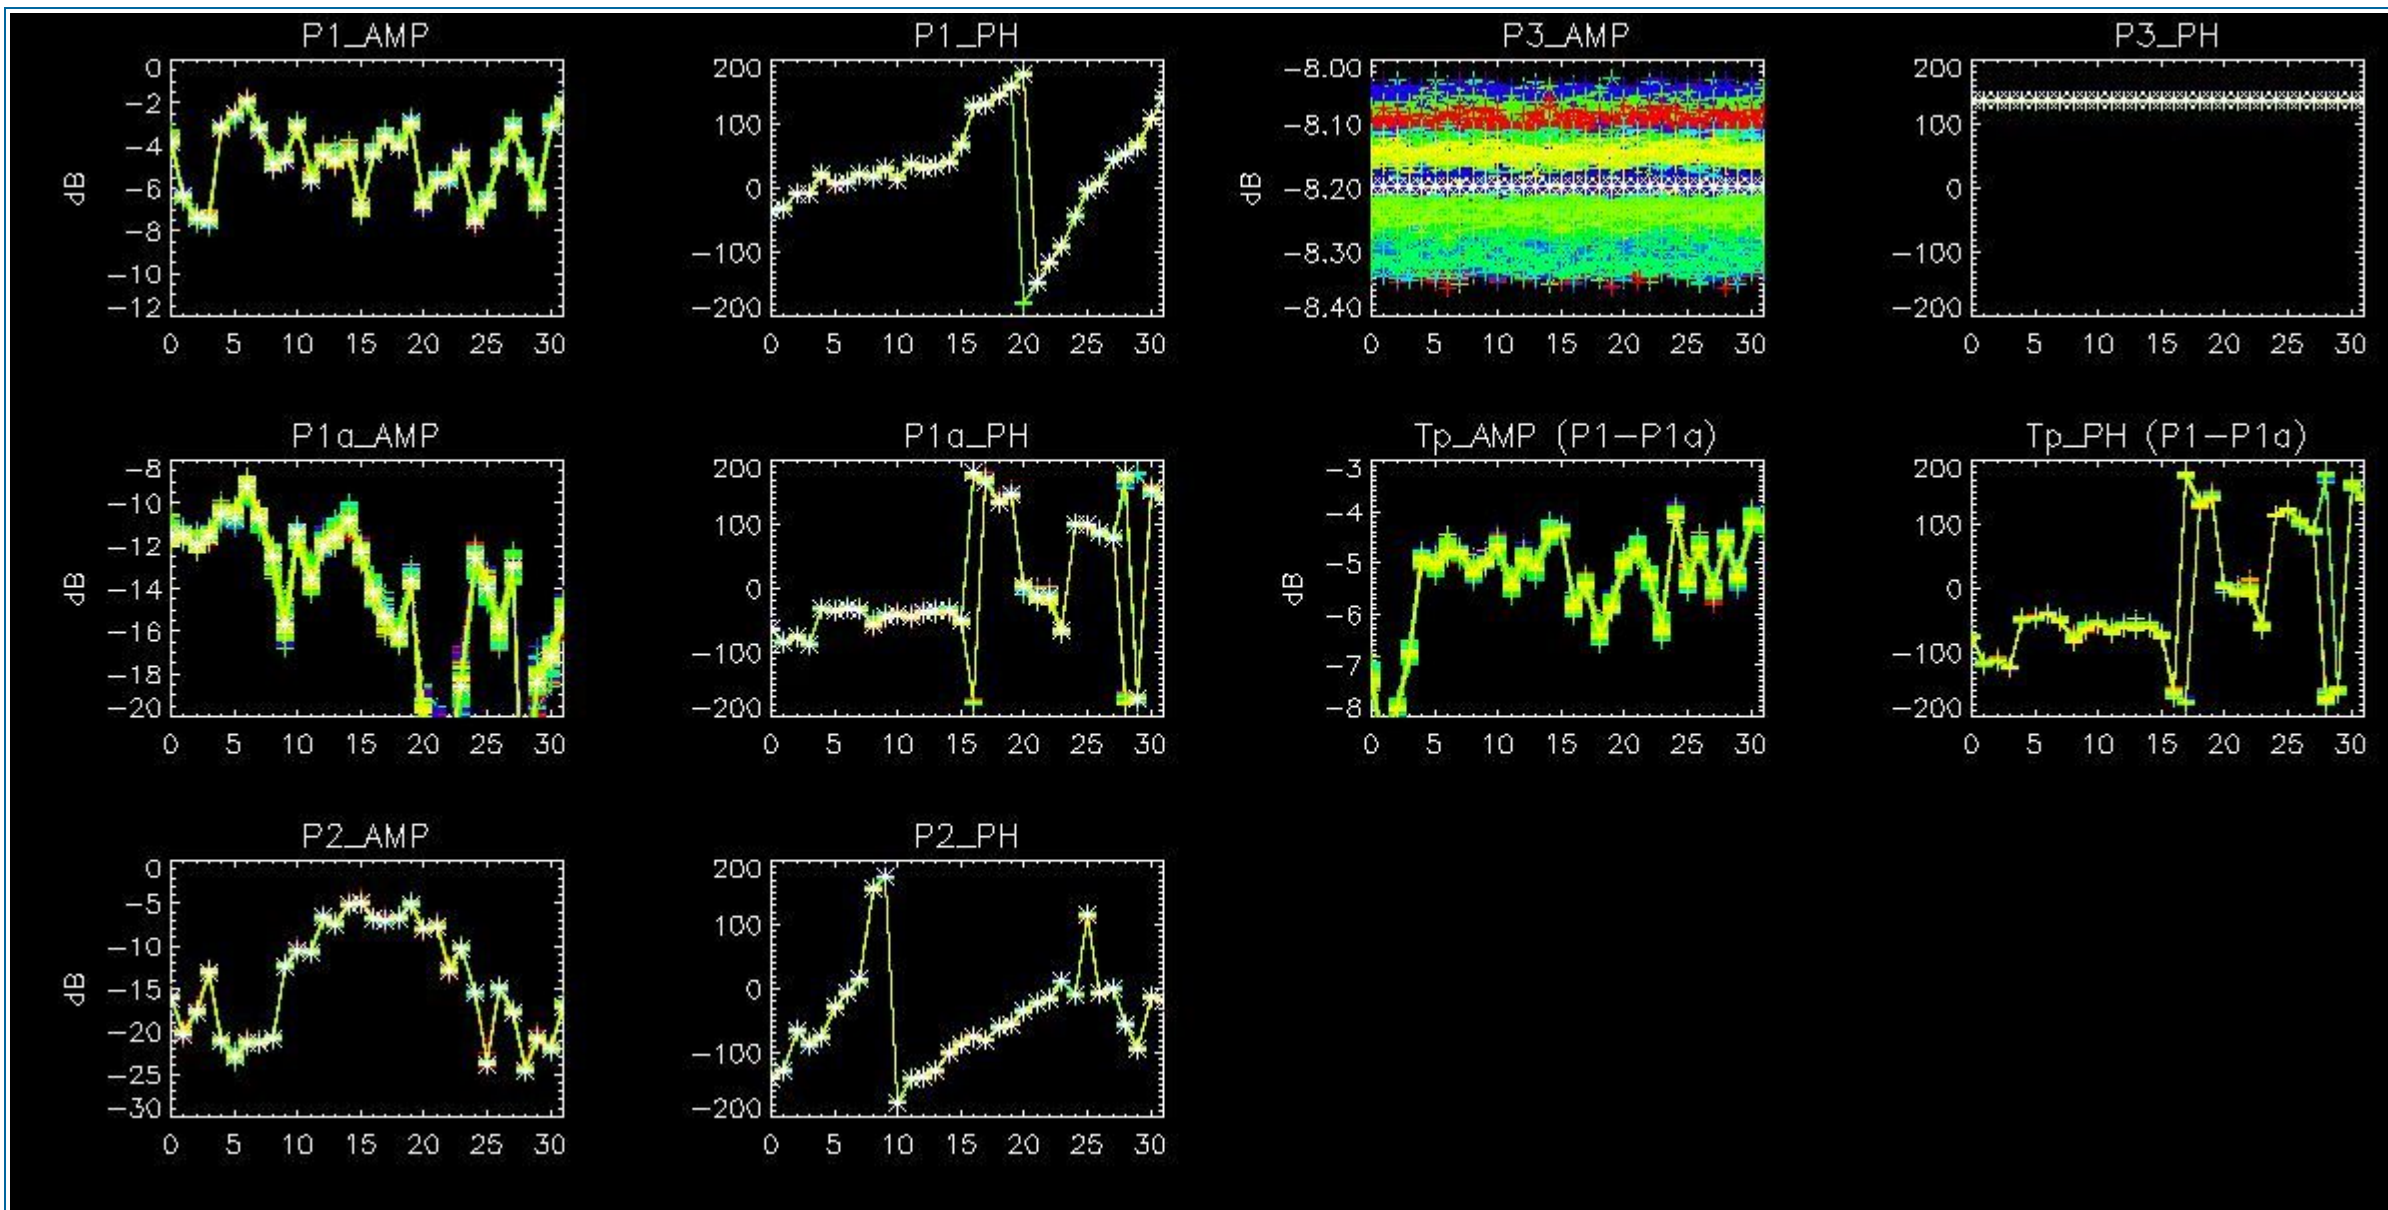 P1_AMP P1_PH P3_AMP P3_PH
0 200 -8.00 200
-2 100 -8.10 100
-4 0 -8.20 0
-6 -100 -8.30 -100
-8 -200 -8.40 -200
-10
-12
dB dB
0 5 10 15 20 25 30 0 5 10 15 20 25 30 0 5 10 15 20 25 30 0 5 10 15 20 25 30
P1a_AMP P1a_PH Tp_AMP (P1-P1a) Tp_PH (P1-P1a)
-8 200 -3 200
-10 100 -4 100
-12 0 -5 0
-14 -100 -6 -100
-16 -200 -7 -200
-18 -8
-20
dB dB
0 5 10 15 20 25 30 0 5 10 15 20 25 30 0 5 10 15 20 25 30 0 5 10 15 20 25 30
P2_AMP P2_PH
0 200
-5 100
-10 0
-15 -100
-20 -200
-25
-30
dB
0 5 10 15 20 25 30 0 5 10 15 20 25 30